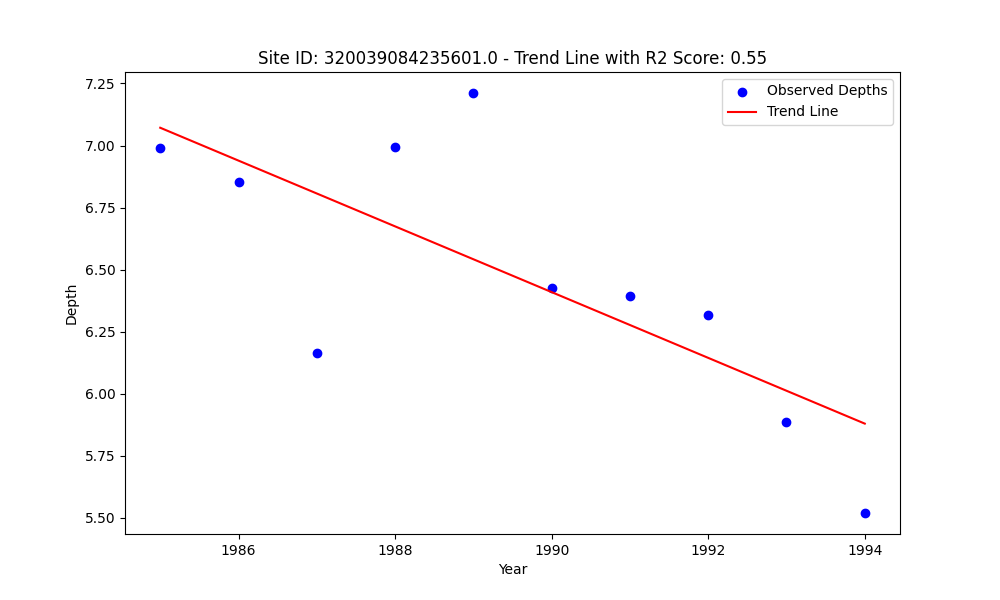 Site ID: 320039084235601.0 - Trend Line with R2 Score: 0.55
Observed Depths
Trend Line
7.25
7.00
6.75
6.50
6.25
6.00
5.75
5.50
Depth
1986
1988
1990
1992
1994
Year